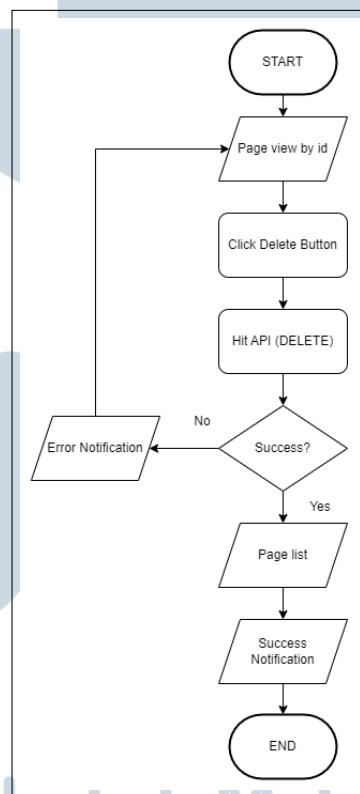 START
Page view by id
Click Delete Button
Hit API (DELETE)
No
Error Notification
Success?
Yes
Page list
Success
Notification
END